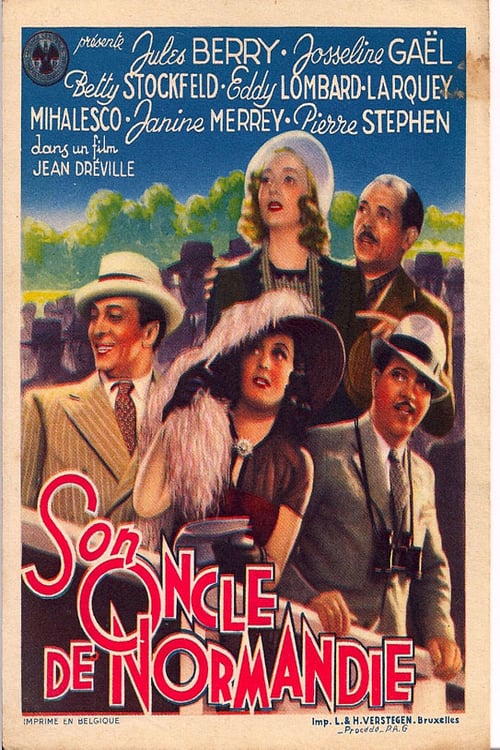 présente Jules BERRY · Josseline GAËL
Betty STOCKFELD · Eddy LOMBARD · LARQUEY
MIHALESCO · Janine MERREY · Pierre STEPHEN
dans un film
JEAN DRÉVILLE
Son
ONCLE
DE NORMANDIE
IMPRIMÉ EN BELGIQUE
Imp. L. & H. VERSTEGEN. Bruxelles
Procédé P.A.G